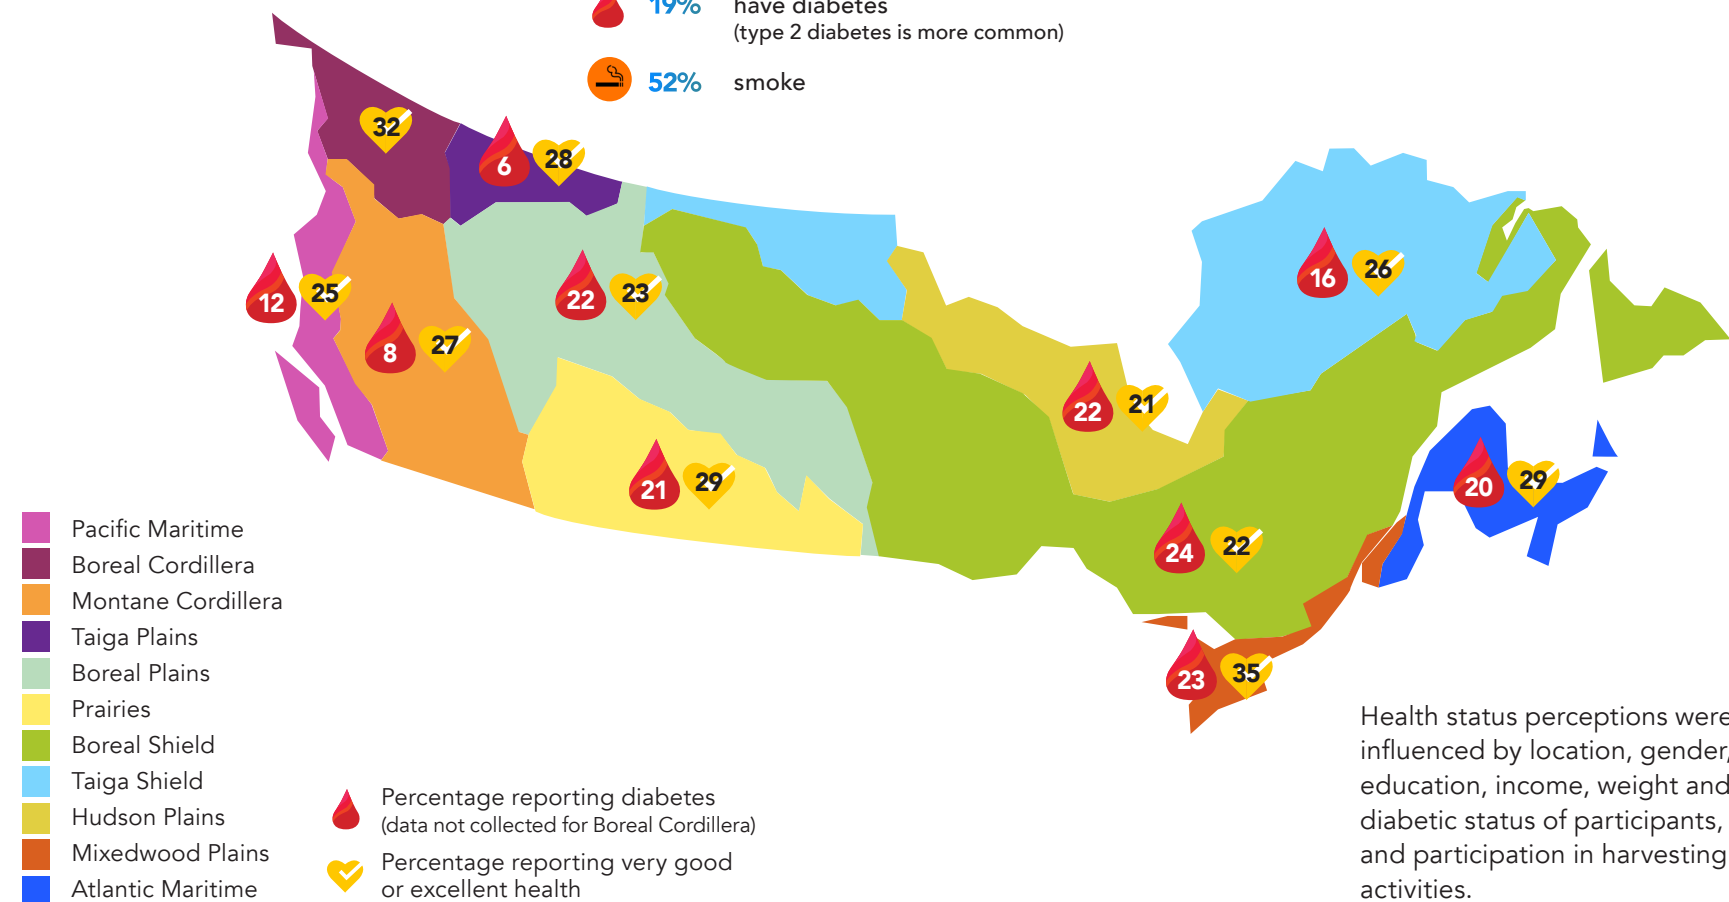 19% have diabetes
(type 2 diabetes is more common)
52% smoke
32
6 28
12 25
8 27
22 23
16 26
22 21
21 29
20 29
24 22
23 35
Pacific Maritime
Boreal Cordillera
Montane Cordillera
Taiga Plains
Boreal Plains
Prairies
Boreal Shield
Taiga Shield
Hudson Plains
Mixedwood Plains
Atlantic Maritime
Percentage reporting diabetes
(data not collected for Boreal Cordillera)
Percentage reporting very good
or excellent health
Health status perceptions were
influenced by location, gender,
education, income, weight and
diabetic status of participants,
and participation in harvesting
activities.